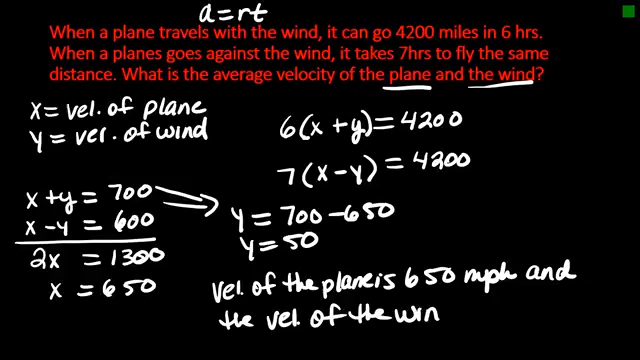 d=rt
When a plane travels with the wind, it can go 4200 miles in 6 hrs.
When a planes goes against the wind, it takes 7hrs to fly the same
distance. What is the average velocity of the plane and the wind?
x = vel. of plane
y = vel. of wind
6(x + y) = 4200
7(x - y) = 4200
x + y = 700
x - y = 600
2x = 1300
x = 650
y = 700 - 650
y = 50
vel. of the plane is 650 mph and
the vel. of the win